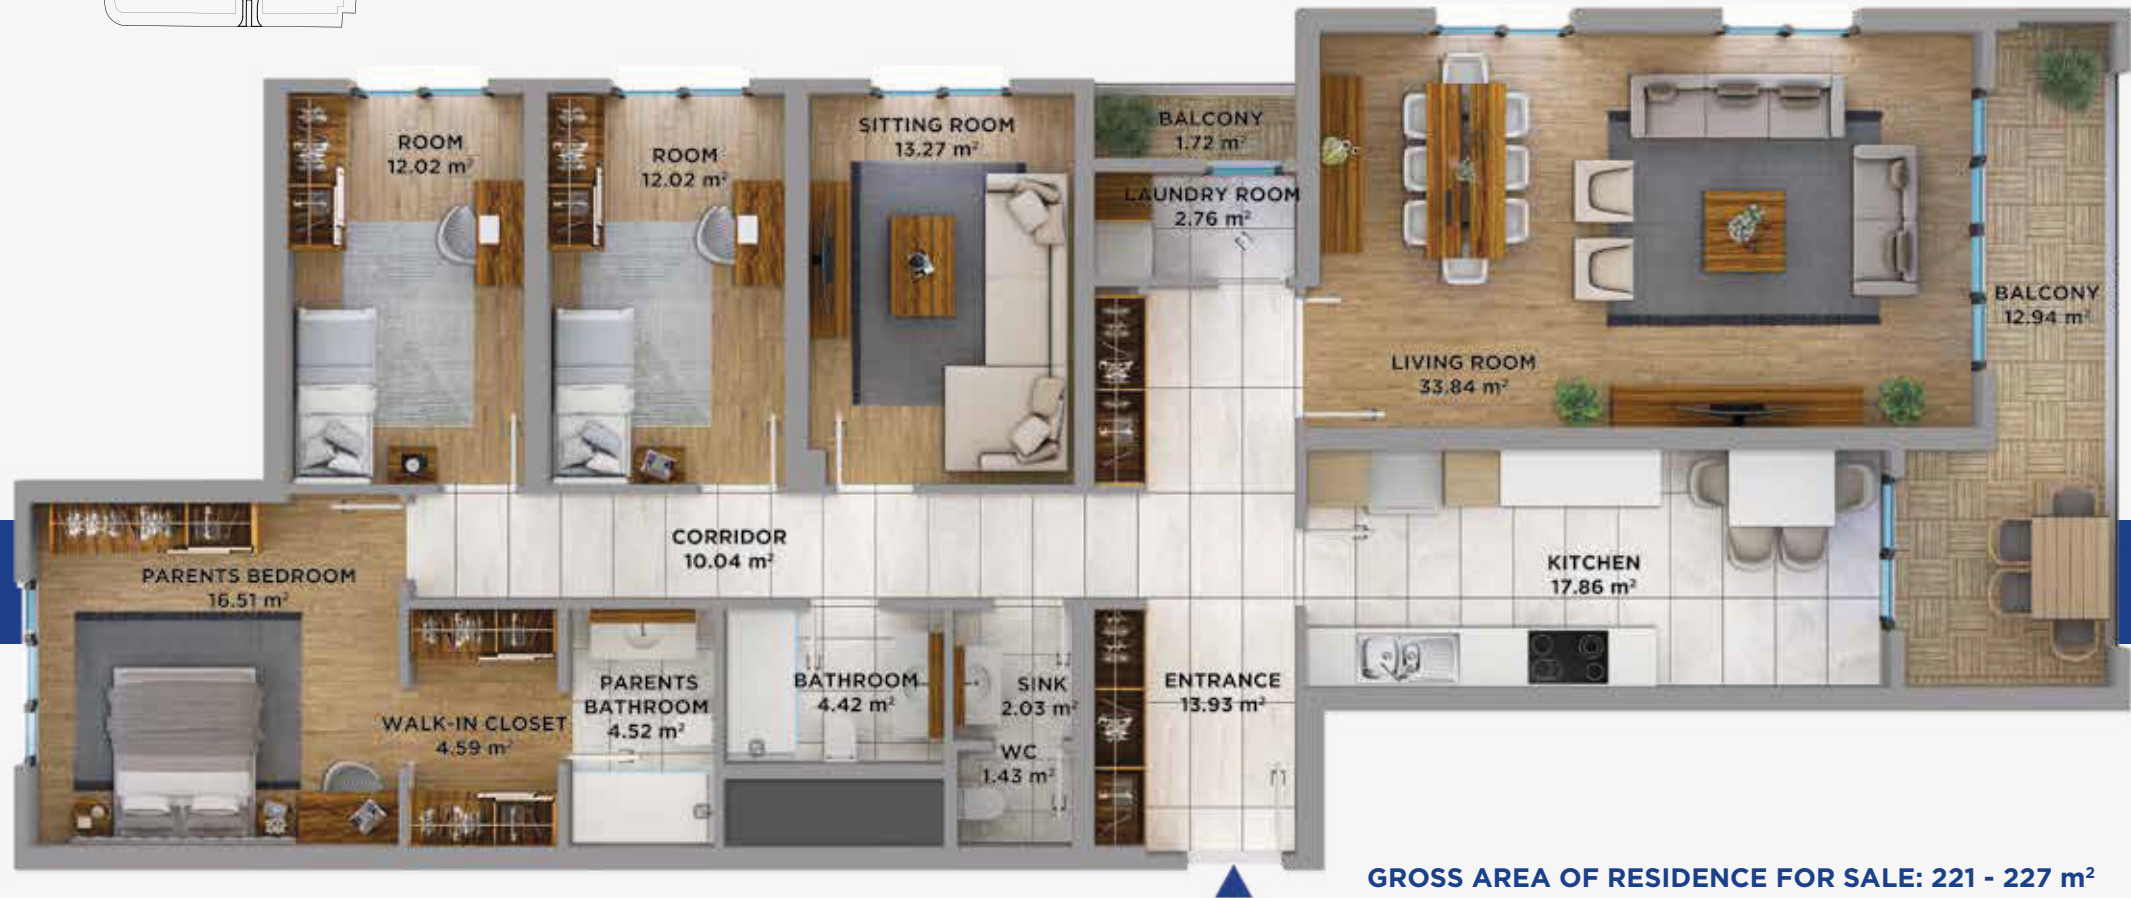 ROOM
12.02 m²
ROOM
12.02 m²
SITTING ROOM
13.27 m²
BALCONY
1.72 m²
LAUNDRY ROOM
2.76 m²
BALCONY
12.94 m²
LIVING ROOM
33.84 m²
CORRIDOR
10.04 m²
KITCHEN
17.86 m²
PARENTS BEDROOM
16.51 m²
WALK-IN CLOSET
4.59 m²
PARENTS
BATHROOM
4.52 m²
BATHROOM
4.42 m²
SINK
2.03 m²
WC
1.43 m²
ENTRANCE
13.93 m²
GROSS AREA OF RESIDENCE FOR SALE: 221 - 227 m²